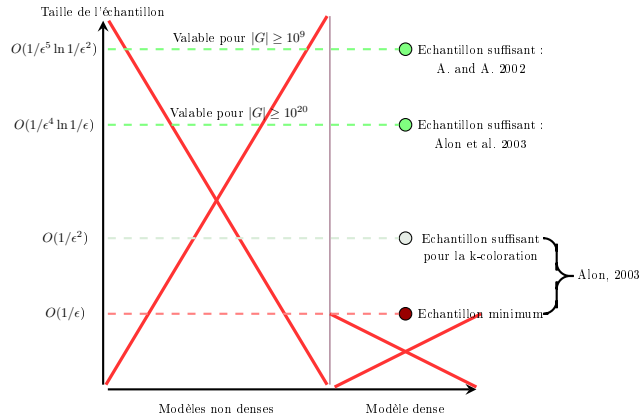 Taille de l'échantillon
O(1/ϵ⁵ ln 1/ϵ²)
Valable pour |G| ≥ 10⁹
Echantillon suffisant :
A. and A. 2002
O(1/ϵ⁴ ln 1/ϵ)
Valable pour |G| ≥ 10²⁰
Echantillon suffisant :
Alon et al. 2003
O(1/ϵ²)
Echantillon suffisant
pour la k-coloration
Alon, 2003
O(1/ϵ)
Echantillon minimum
Modèles non denses
Modèle dense